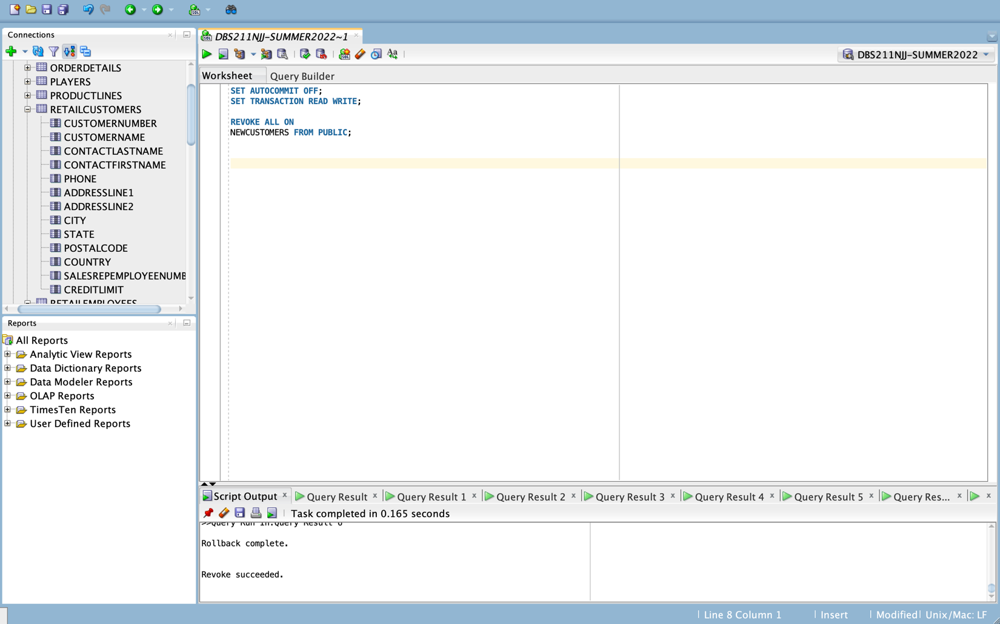 Connections
ORDERDETAILS
PLAYERS
PRODUCTLINES
RETAILCUSTOMERS
CUSTOMERNUMBER
CUSTOMERNAME
CONTACTLASTNAME
CONTACTFIRSTNAME
PHONE
ADDRESSLINE1
ADDRESSLINE2
CITY
STATE
POSTALCODE
COUNTRY
SALESREPEMPLOYEENUMB
CREDITLIMIT
RETAILEMPLOYEES
Reports
All Reports
Analytic View Reports
Data Dictionary Reports
Data Modeler Reports
OLAP Reports
TimesTen Reports
User Defined Reports
DBS211NJJ-SUMMER2022~1
DBS211NJJ-SUMMER2022
Worksheet Query Builder
SET AUTOCOMMIT OFF;
SET TRANSACTION READ WRITE;
REVOKE ALL ON
NEWCUSTOMERS FROM PUBLIC;
Script Output Query Result Query Result 1 Query Result 2 Query Result 3 Query Result 4 Query Result 5 Query Res...
Task completed in 0.165 seconds
>>Query Run In:Query Result 6
Rollback complete.
Revoke succeeded.
Line 8 Column 1 Insert Modified Unix/Mac: LF